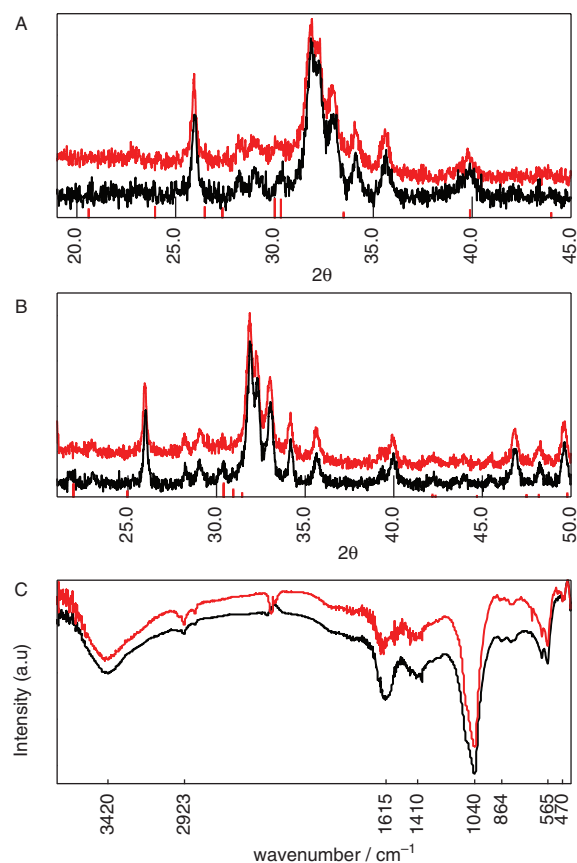 A
20.0 25.0 30.0 35.0 40.0 45.0
2θ
B
25.0 30.0 35.0 40.0 45.0 50.0
2θ
C
Intensity (a.u)
3420 2923 1615 1410 1040 864 565 470
wavenumber / cm⁻¹